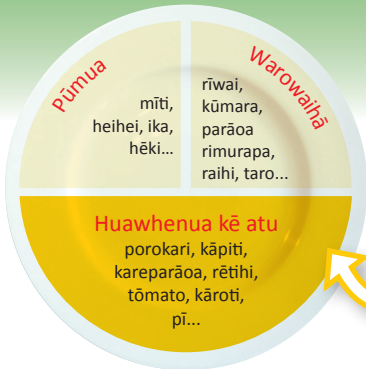 Pūmua
mīti,
heihei, ika,
hēki...
Warowaihā
rīwai,
kūmara,
parāoa
rimurapa,
raihi, taro...
Huawhenua kē atu
porokari, kāpiti,
kareparāoa, rētihi,
tōmato, kāroti,
pī...